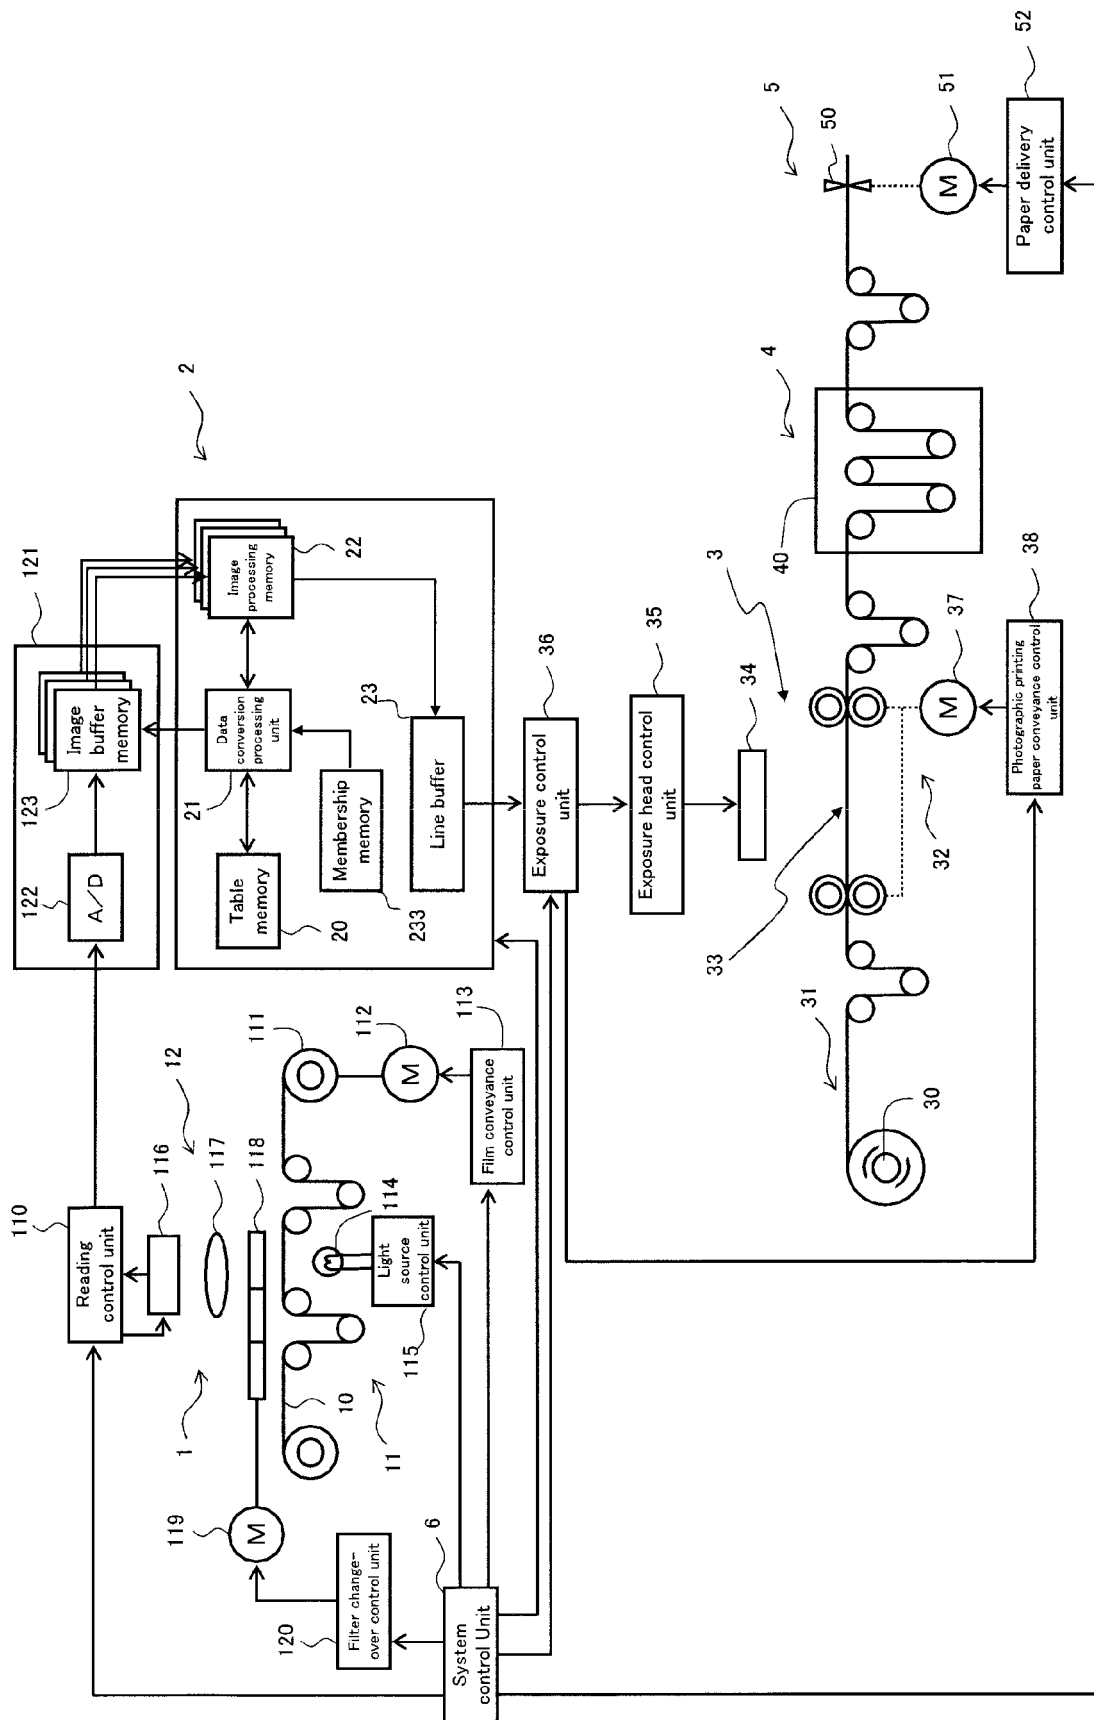 1
119
M
120
Filter change-
over control unit
6
System
control Unit
110
Reading
control unit
116
12
117
118
10
11
114
Light
source
control unit
115
111
112
M
113
Film conveyance
control unit
121
122
A/D
123
Image
buffer
memory
2
Table
memory
20
21
Data
conversion
processing
unit
Image
processing
memory
22
Membership
memory
233
23
Line buffer
36
Exposure control
unit
35
Exposure head control
unit
34
3
33
32
31
30
37
M
38
Photographic printing
paper conveyance control
unit
4
40
5
50
51
M
52
Paper delivery
control unit